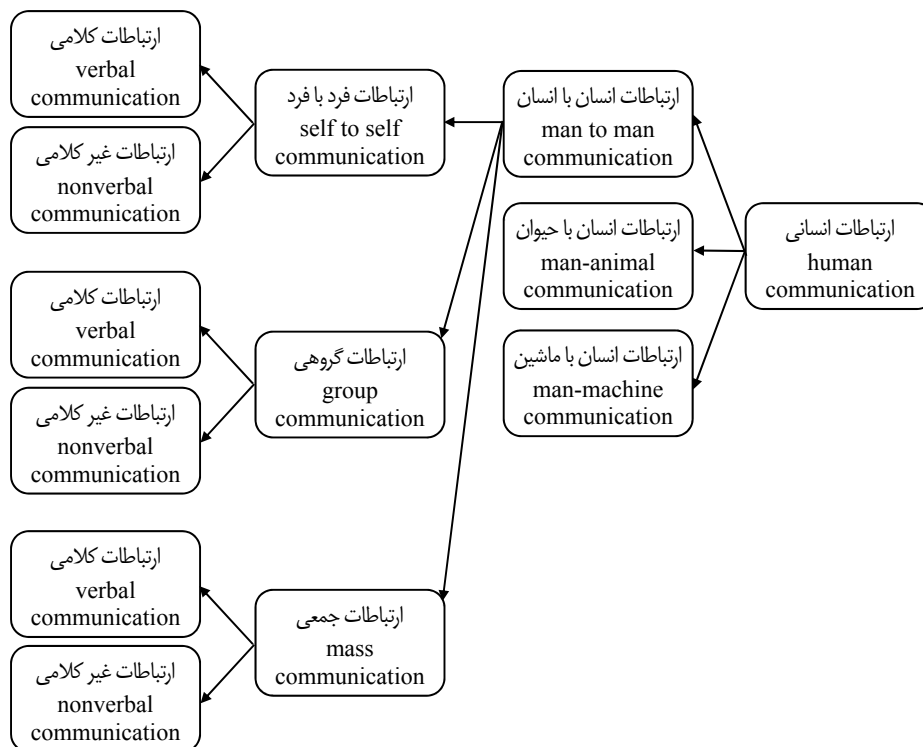 ارتباطات انسانی
human
communication
ارتباطات انسان با انسان
man to man
communication
ارتباطات انسان با حیوان
man-animal
communication
ارتباطات انسان با ماشین
man-machine
communication
ارتباطات فرد با فرد
self to self
communication
ارتباطات گروهی
group
communication
ارتباطات جمعی
mass
communication
ارتباطات کلامی
verbal
communication
ارتباطات غیر کلامی
nonverbal
communication
ارتباطات کلامی
verbal
communication
ارتباطات غیر کلامی
nonverbal
communication
ارتباطات کلامی
verbal
communication
ارتباطات غیر کلامی
nonverbal
communication